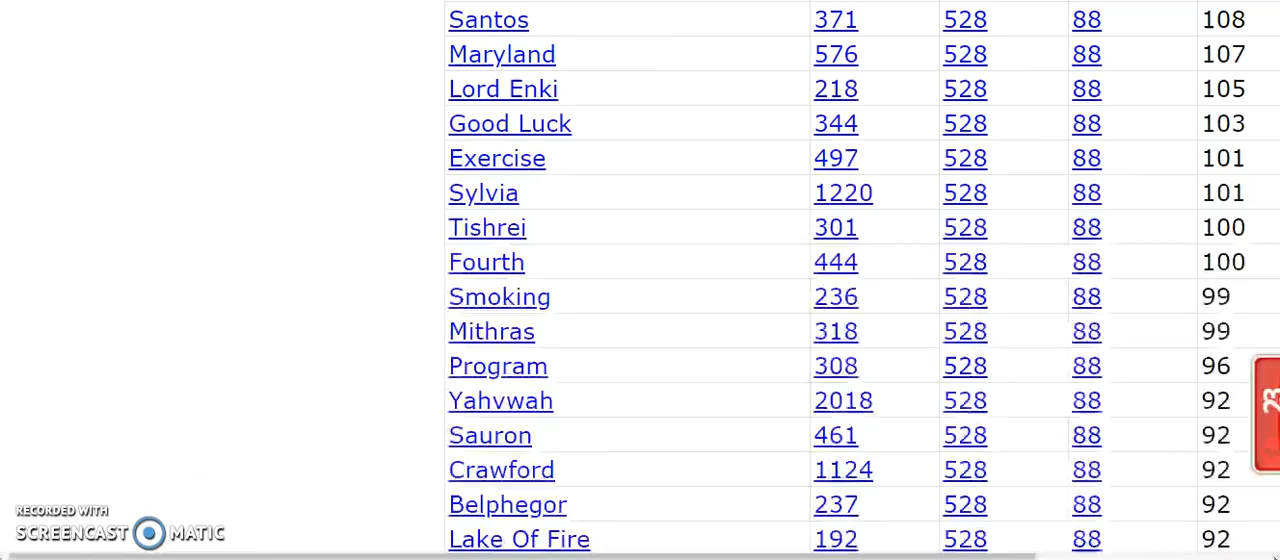 Santos 371 528 88 108
Maryland 576 528 88 107
Lord Enki 218 528 88 105
Good Luck 344 528 88 103
Exercise 497 528 88 101
Sylvia 1220 528 88 101
Tishrei 301 528 88 100
Fourth 444 528 88 100
Smoking 236 528 88 99
Mithras 318 528 88 99
Program 308 528 88 96
Yahvwah 2018 528 88 92
Sauron 461 528 88 92
Crawford 1124 528 88 92
Belphegor 237 528 88 92
Lake Of Fire 192 528 88 92
23
RECORDED WITH
SCREENCAST MATIC